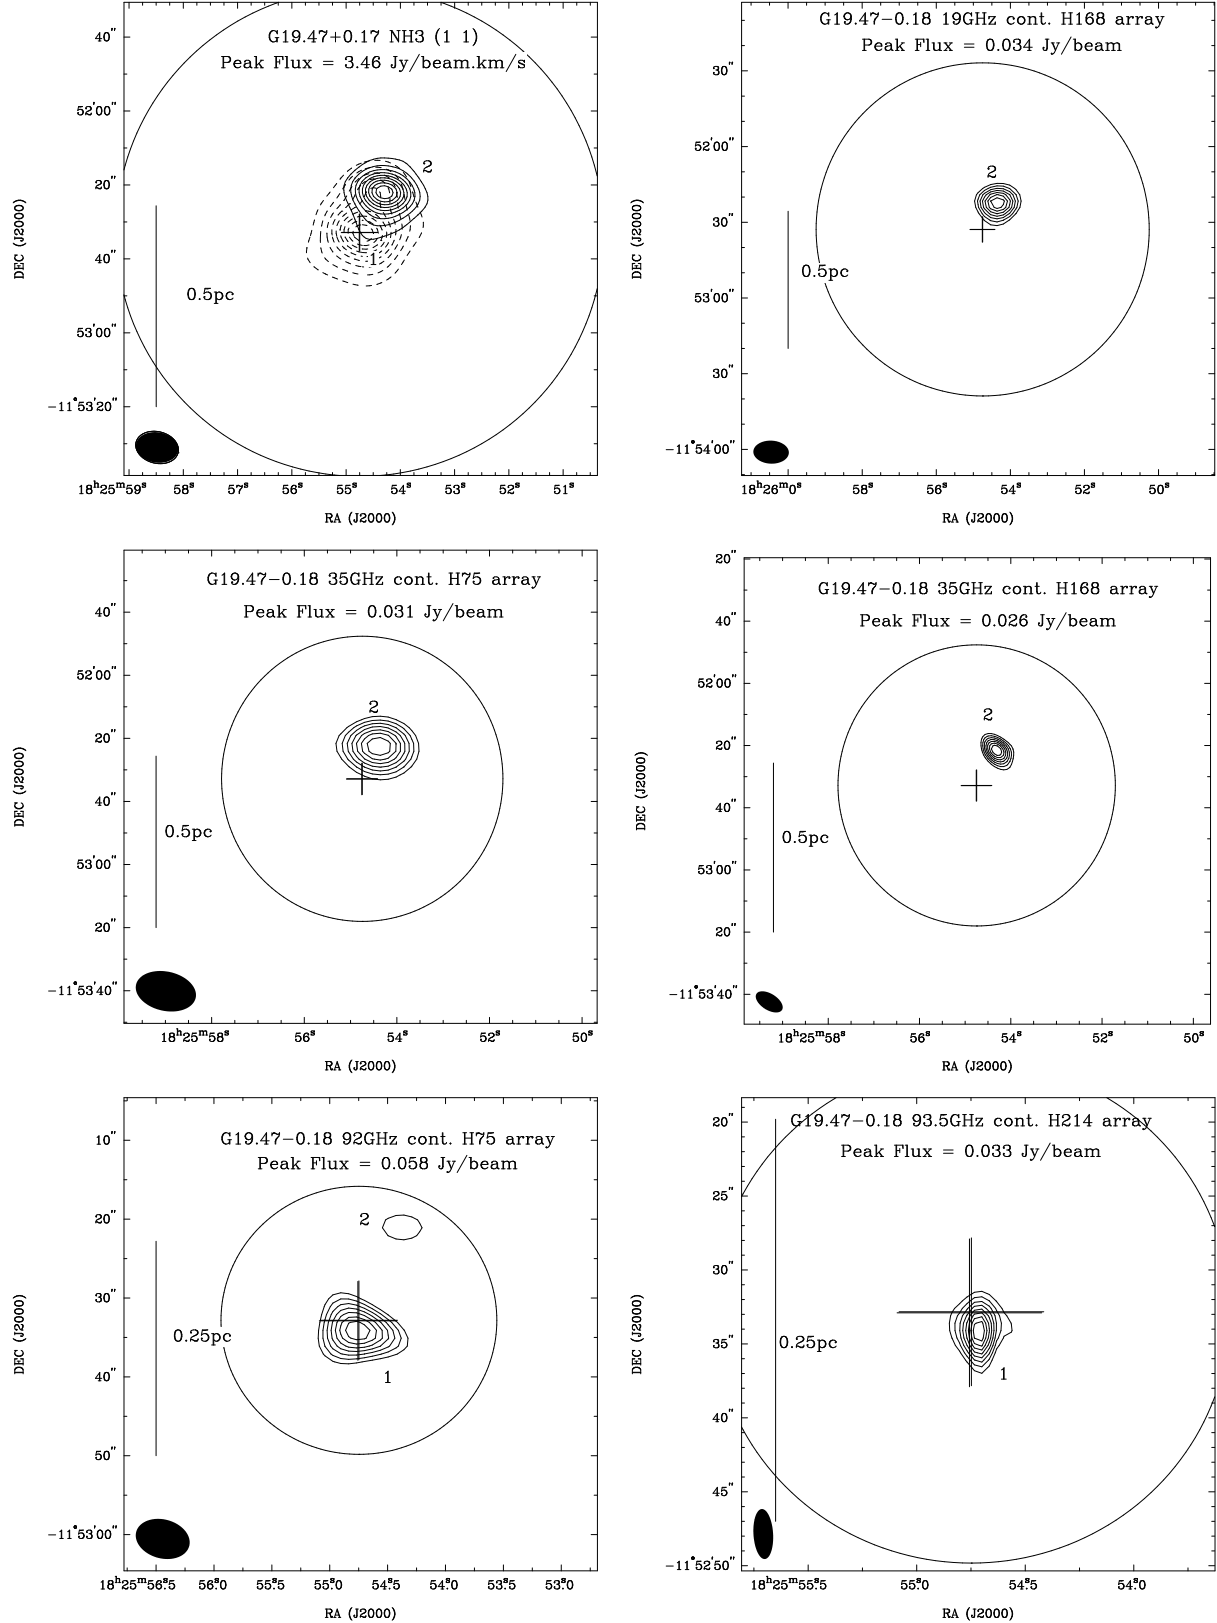 G19.47+0.17 NH3 (1 1)
Peak Flux = 3.46 Jy/beam.km/s
40"
52'00"
20"
40"
53'00"
-11°53'20"
DEC (J2000)
2
1
0.5pc
18ʰ25ᵐ59ˢ 58ˢ 57ˢ 56ˢ 55ˢ 54ˢ 53ˢ 52ˢ 51ˢ
RA (J2000)
G19.47-0.18 19GHz cont. H168 array
Peak Flux = 0.034 Jy/beam
30"
52'00"
30"
53'00"
30"
-11°54'00"
DEC (J2000)
2
0.5pc
18ʰ26ᵐ0ˢ 58ˢ 56ˢ 54ˢ 52ˢ 50ˢ
RA (J2000)
G19.47-0.18 35GHz cont. H75 array
Peak Flux = 0.031 Jy/beam
40"
52'00"
20"
40"
53'00"
20"
-11°53'40"
DEC (J2000)
2
0.5pc
18ʰ25ᵐ58ˢ 56ˢ 54ˢ 52ˢ 50ˢ
RA (J2000)
G19.47-0.18 35GHz cont. H168 array
Peak Flux = 0.026 Jy/beam
20"
40"
52'00"
20"
40"
53'00"
20"
-11°53'40"
DEC (J2000)
2
0.5pc
18ʰ25ᵐ58ˢ 56ˢ 54ˢ 52ˢ 50ˢ
RA (J2000)
G19.47-0.18 92GHz cont. H75 array
Peak Flux = 0.058 Jy/beam
10"
20"
30"
40"
50"
-11°53'00"
DEC (J2000)
2
1
0.25pc
18ʰ25ᵐ56ˢ.5 56ˢ.0 55ˢ.5 55ˢ.0 54ˢ.5 54ˢ.0 53ˢ.5 53ˢ.0
RA (J2000)
G19.47-0.18 93.5GHz cont. H214 array
Peak Flux = 0.033 Jy/beam
20"
25"
30"
35"
40"
45"
-11°52'50"
DEC (J2000)
1
0.25pc
18ʰ25ᵐ55ˢ.5 55ˢ.0 54ˢ.5 54ˢ.0
RA (J2000)